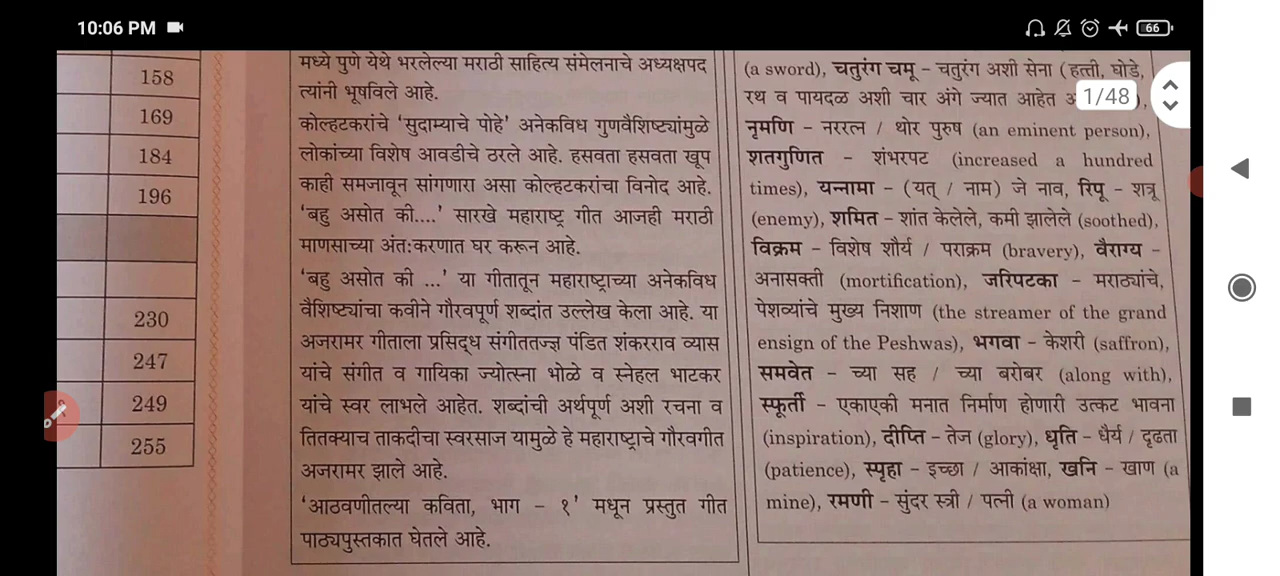 10:06 PM
66
158
169
184
196
230
247
249
255
मध्ये पुणे येथे भरलेल्या मराठी साहित्य संमेलनाचे अध्यक्षपद
त्यांनी भूषविले आहे.
कोल्हटकरांचे ‘सुदाम्याचे पोहे’ अनेकविध गुणवैशिष्ट्यांमुळे
लोकांच्या विशेष आवडीचे ठरले आहे. हसवता हसवता खूप
काही समजावून सांगणारा असा कोल्हटकरांचा विनोद आहे.
‘बहु असोत की....’ सारखे महाराष्ट्र गीत आजही मराठी
माणसाच्या अंतःकरणात घर करून आहे.
‘बहु असोत की ...’ या गीतातून महाराष्ट्राच्या अनेकविध
वैशिष्ट्यांचा कवीने गौरवपूर्ण शब्दांत उल्लेख केला आहे. या
अजरामर गीताला प्रसिद्ध संगीततज्ज्ञ पंडित शंकरराव व्यास
यांचे संगीत व गायिका ज्योत्स्ना भोळे व स्नेहल भाटकर
यांचे स्वर लाभले आहेत. शब्दांची अर्थपूर्ण अशी रचना व
तितक्याच ताकदीचा स्वरसाज यामुळे हे महाराष्ट्राचे गौरवगीत
अजरामर झाले आहे.
‘आठवणीतल्या कविता, भाग – १’ मधून प्रस्तुत गीत
पाठ्यपुस्तकात घेतले आहे.
(a sword), चतुरंग चमू – चतुरंग अशी सेना (हत्ती, घोडे,
रथ व पायदळ अशी चार अंगे ज्यात आहेत
1/48
नृमणि – नररत्न / थोर पुरुष (an eminent person),
शतगुणित – शंभरपट (increased a hundred
times), यन्नामा – (यत् / नाम) जे नाव, रिपू – शत्रू
(enemy), शमित – शांत केलेले, कमी झालेले (soothed),
विक्रम – विशेष शौर्य / पराक्रम (bravery), वैराग्य –
अनासक्ती (mortification), जरिपटका – मराठ्यांचे,
पेशव्यांचे मुख्य निशाण (the streamer of the grand
ensign of the Peshwas), भगवा – केशरी (saffron),
समवेत – च्या सह / च्या बरोबर (along with),
स्फूर्ती – एकाएकी मनात निर्माण होणारी उत्कट भावना
(inspiration), दीप्ति – तेज (glory), धृति – धैर्य / दृढता
(patience), स्पृहा – इच्छा / आकांक्षा, खनि – खाण (a
mine), रमणी – सुंदर स्त्री / पत्नी (a woman)